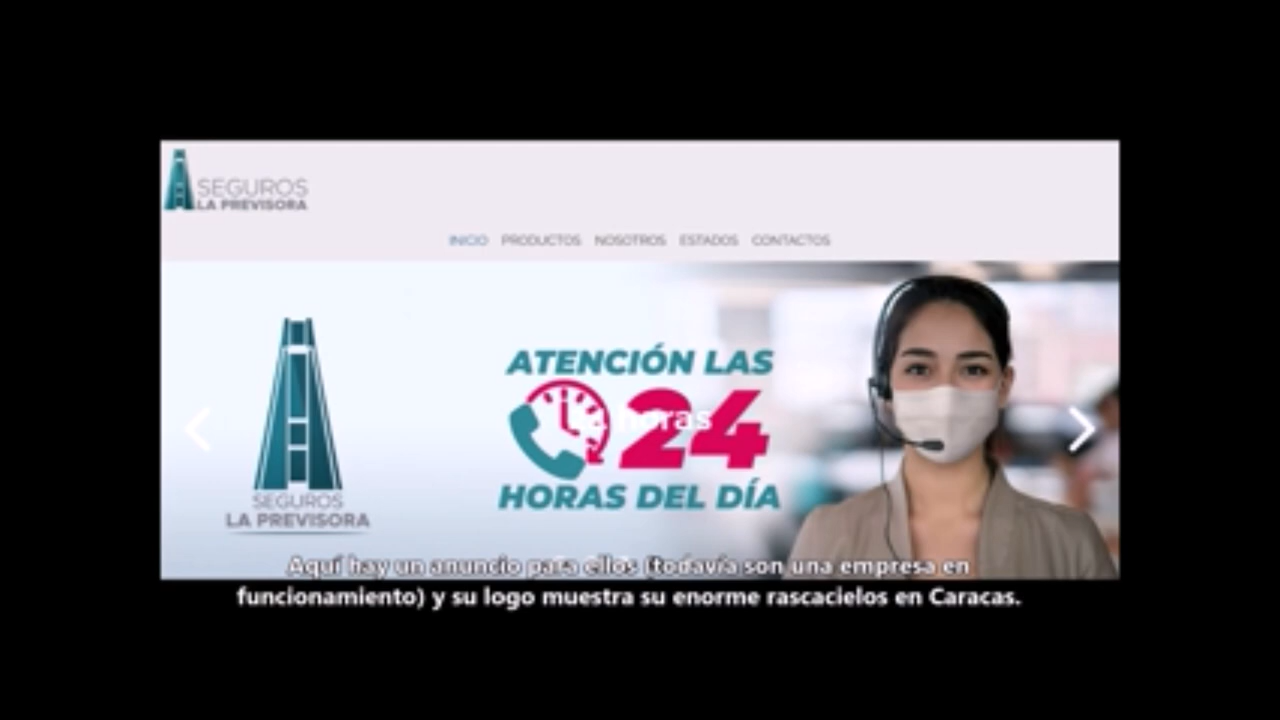 SEGUROS
LA PREVISORA
INICIO PRODUCTOS NOSOTROS ESTADOS CONTACTOS
ATENCIÓN LAS
24
horas
HORAS DEL DÍA
SEGUROS
LA PREVISORA
Aquí hay un anuncio para ellos (todavía son una empresa en
funcionamiento) y su logo muestra su enorme rascacielos en Caracas.